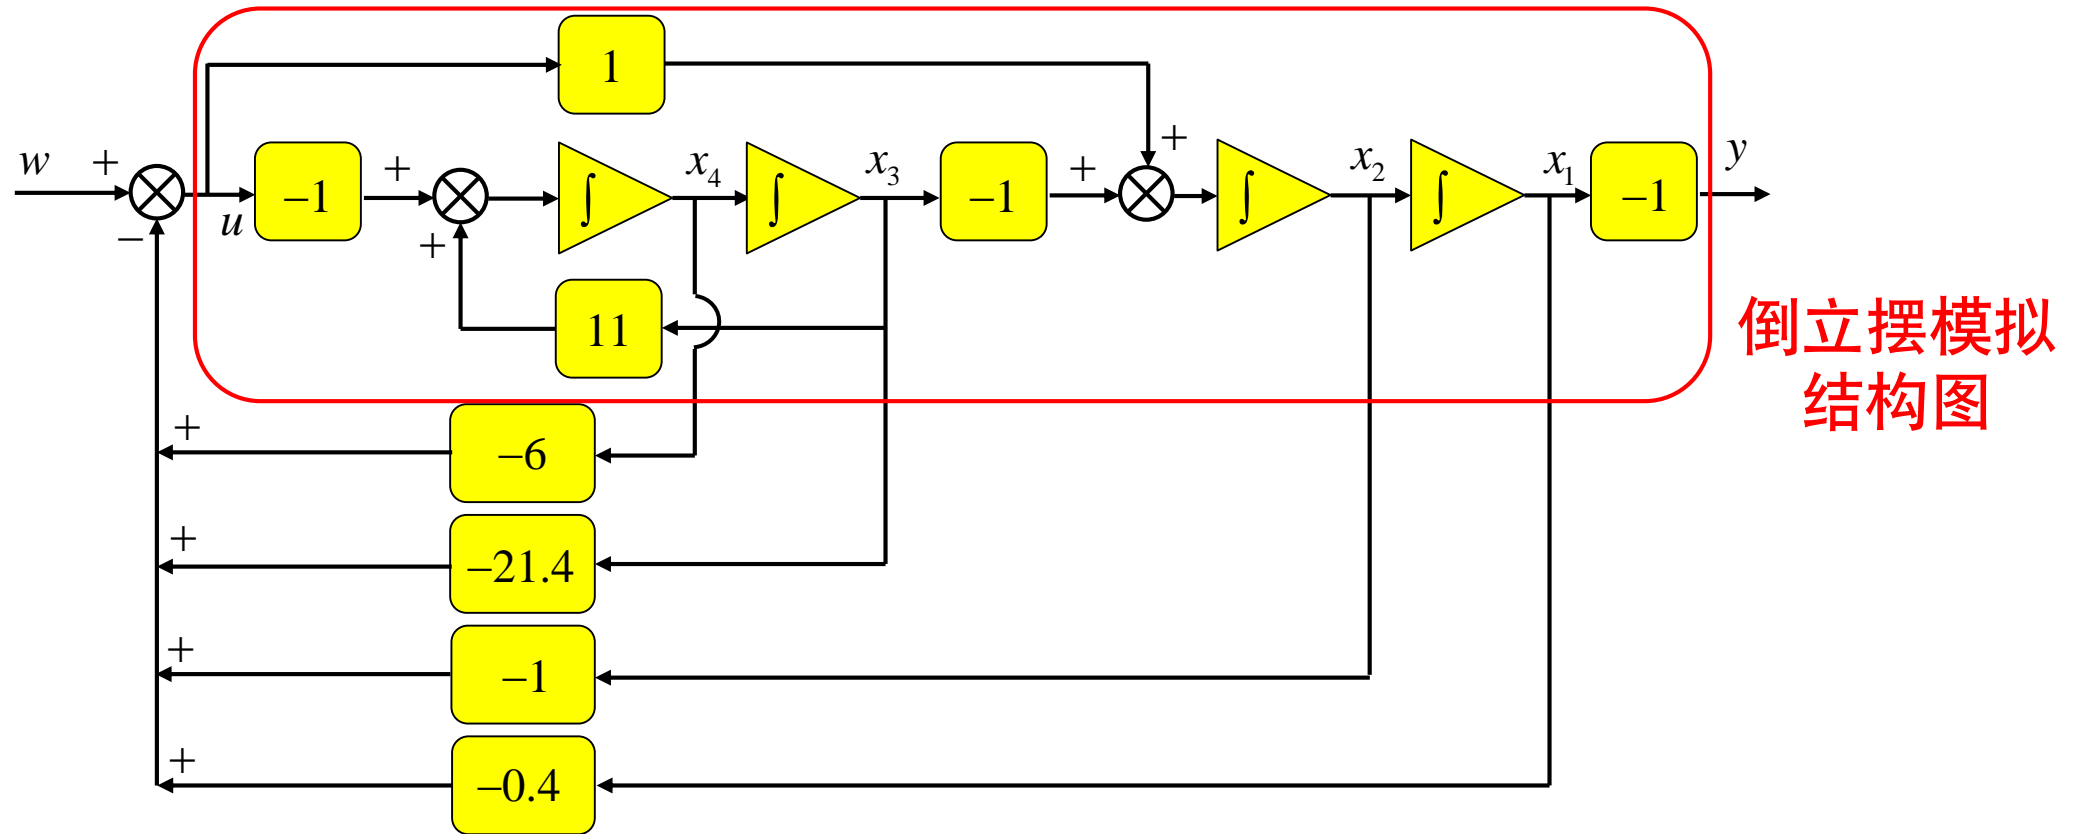 1
w + u − −1 + + ∫ x₄ ∫ x₃ −1 + + ∫ x₂ ∫ x₁ −1 y
11
倒立摆模拟
结构图
+ −6
+ −21.4
+ −1
+ −0.4